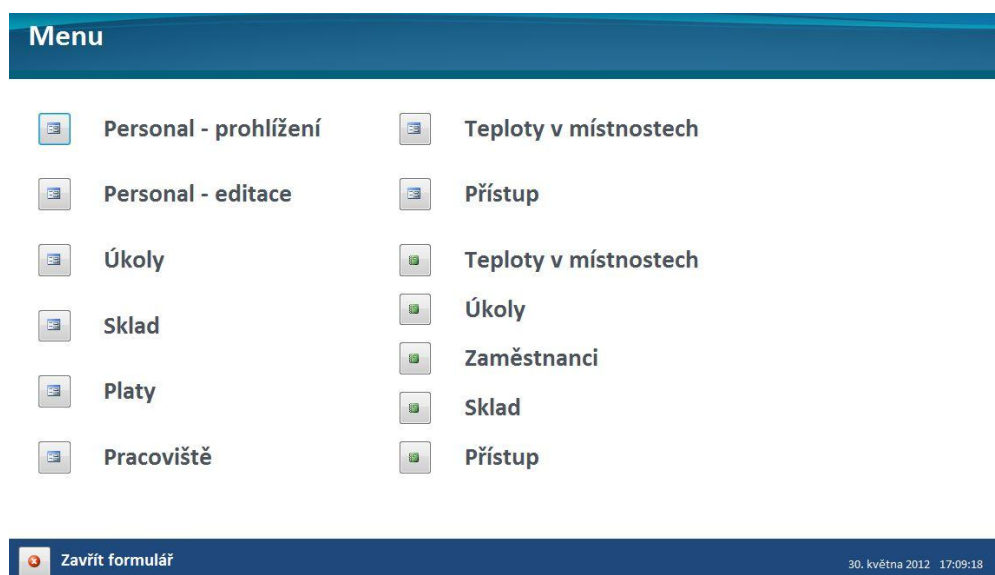 Menu
Personal - prohlížení
Personal - editace
Úkoly
Sklad
Platy
Pracoviště
Teploty v místnostech
Přístup
Teploty v místnostech
Úkoly
Zaměstnanci
Sklad
Přístup
Zavřít formulář
30. května 2012 17:09:18